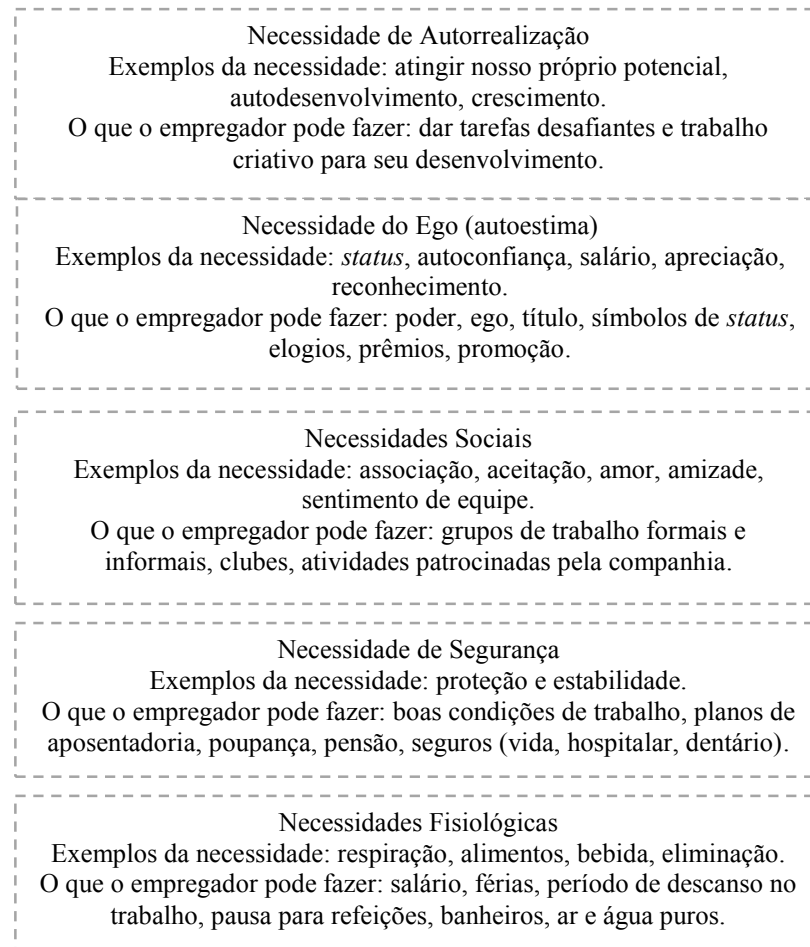 Necessidade de Autorrealização
Exemplos da necessidade: atingir nosso próprio potencial,
autodesenvolvimento, crescimento.
O que o empregador pode fazer: dar tarefas desafiantes e trabalho
criativo para seu desenvolvimento.
Necessidade do Ego (autoestima)
Exemplos da necessidade: status, autoconfiança, salário, apreciação,
reconhecimento.
O que o empregador pode fazer: poder, ego, título, símbolos de status,
elogios, prêmios, promoção.
Necessidades Sociais
Exemplos da necessidade: associação, aceitação, amor, amizade,
sentimento de equipe.
O que o empregador pode fazer: grupos de trabalho formais e
informais, clubes, atividades patrocinadas pela companhia.
Necessidade de Segurança
Exemplos da necessidade: proteção e estabilidade.
O que o empregador pode fazer: boas condições de trabalho, planos de
aposentadoria, poupança, pensão, seguros (vida, hospitalar, dentário).
Necessidades Fisiológicas
Exemplos da necessidade: respiração, alimentos, bebida, eliminação.
O que o empregador pode fazer: salário, férias, período de descanso no
trabalho, pausa para refeições, banheiros, ar e água puros.